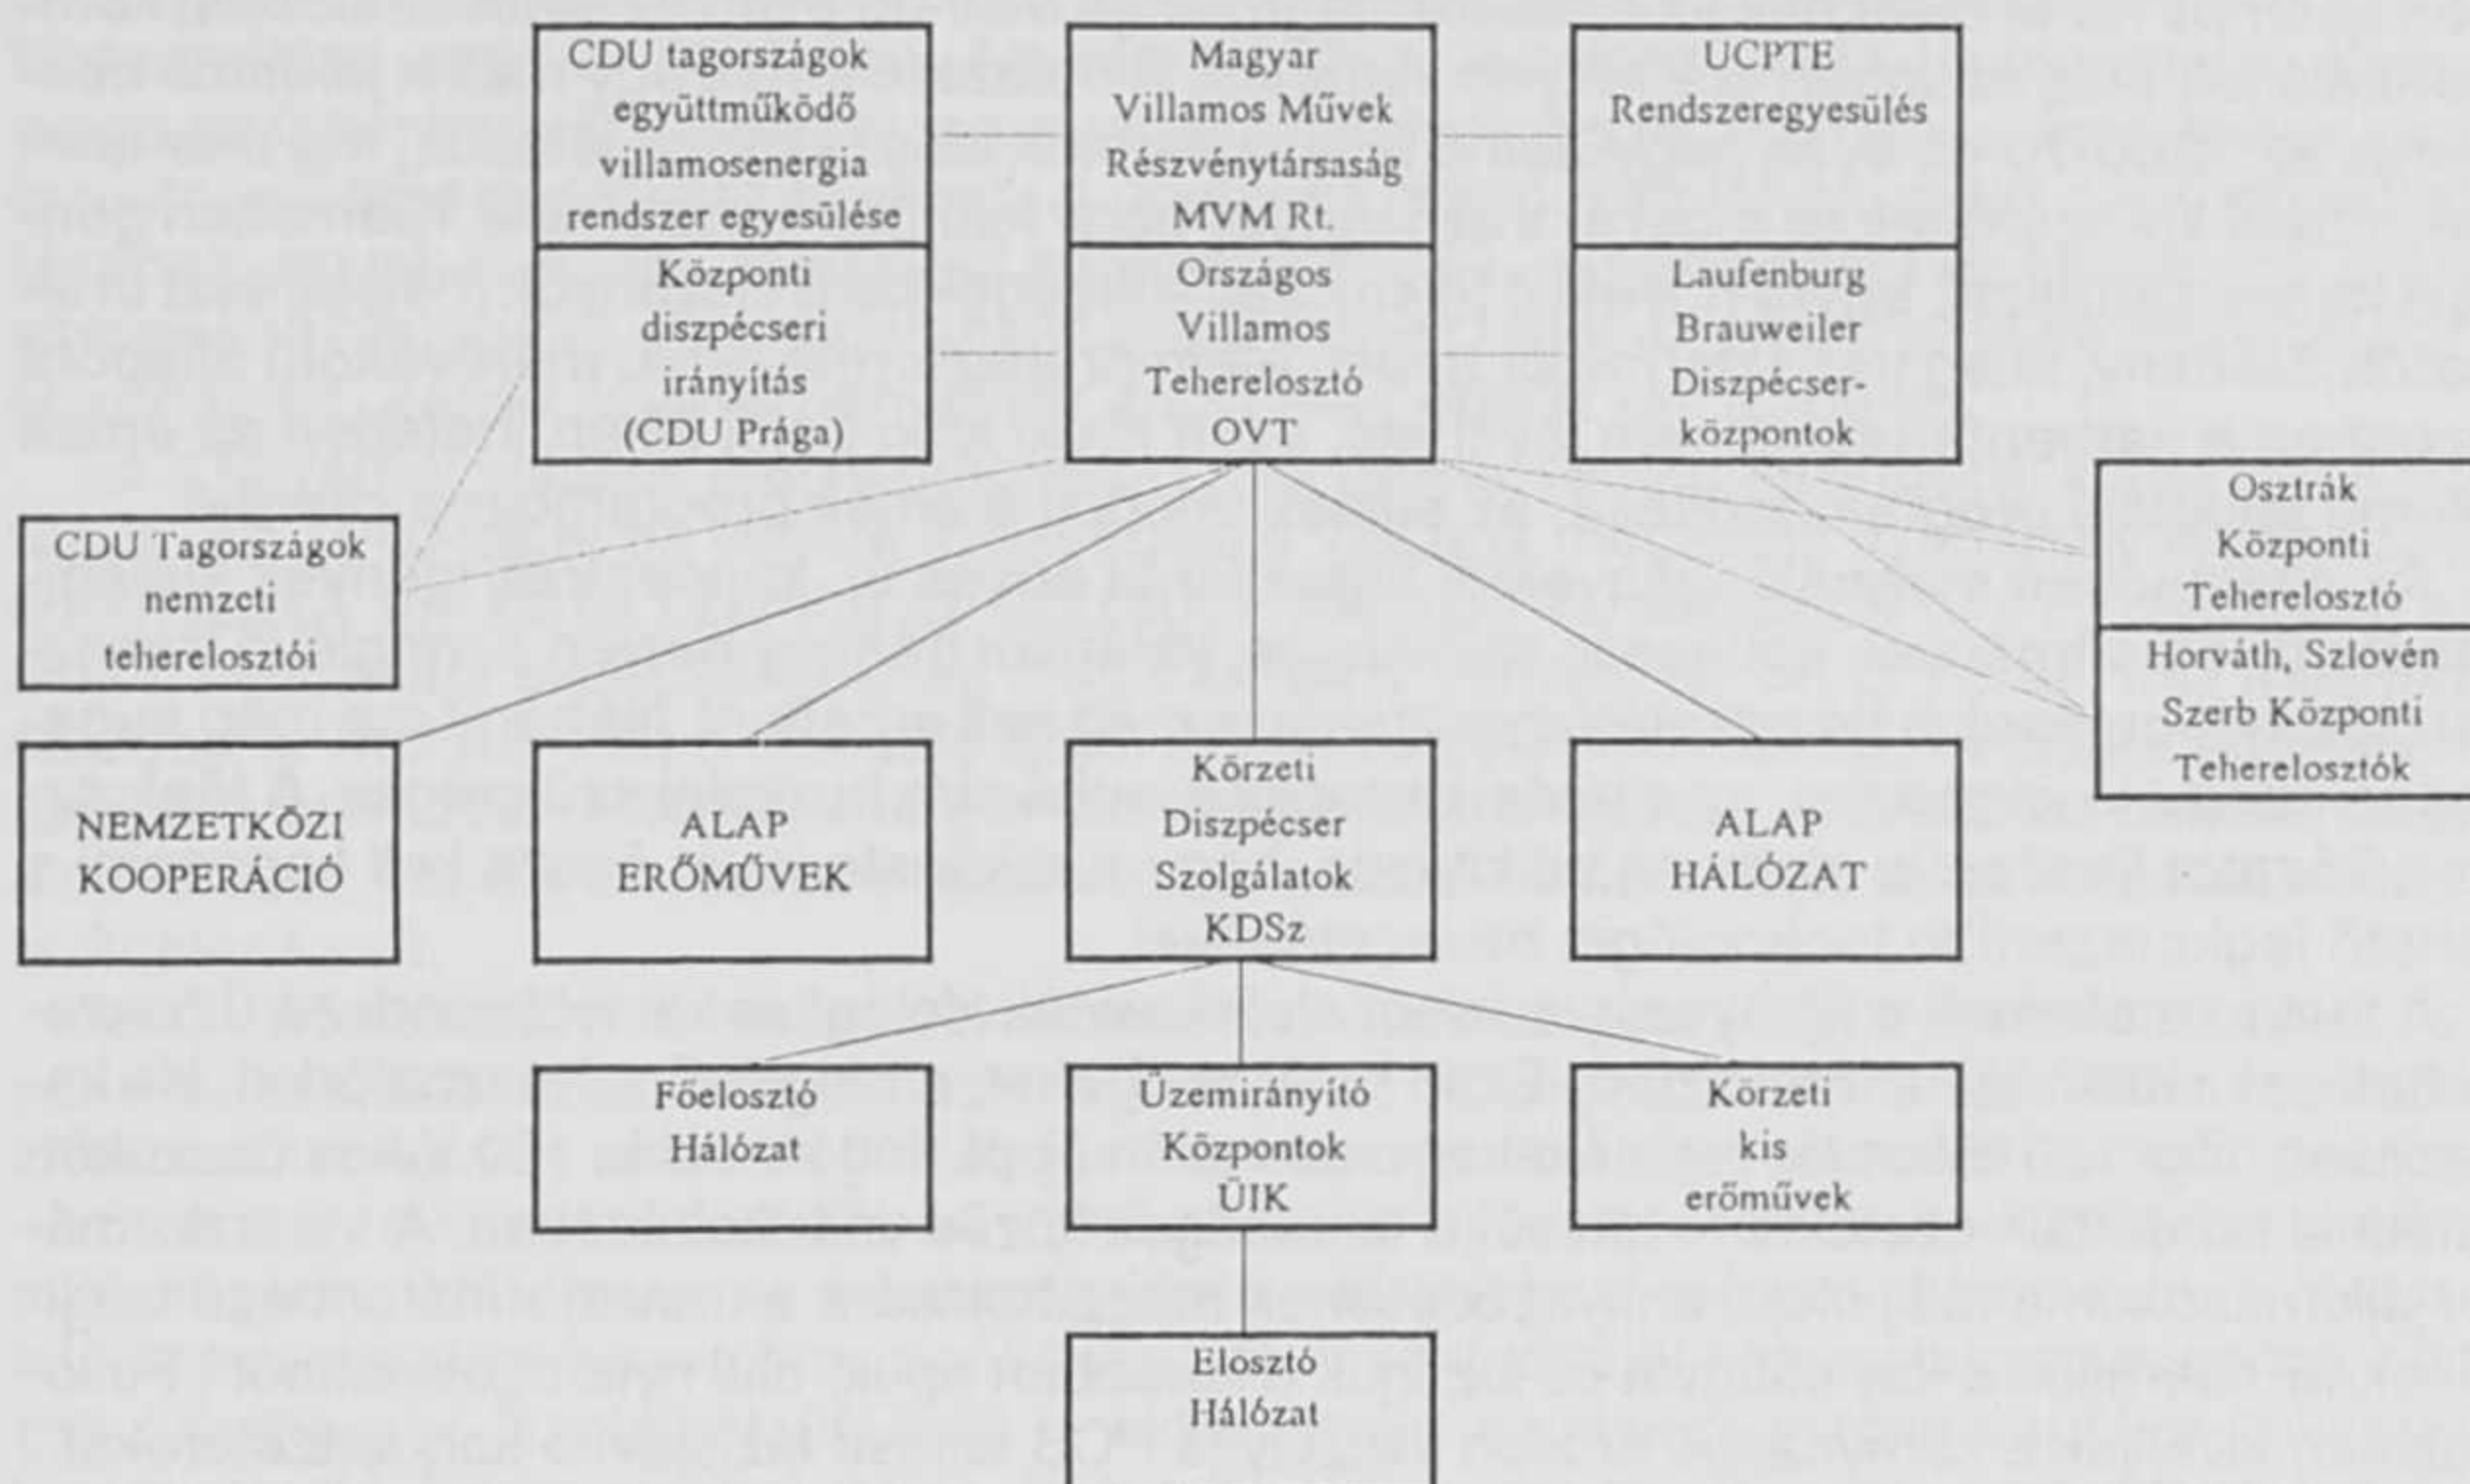 CDU tagországok
együttműködő
villamosenergia
rendszer egyesülése
Központi
diszpécseri
irányítás
(CDU Prága)
Magyar
Villamos Művek
Részvénytársaság
MVM Rt.
Országos
Villamos
Teherelosztó
OVT
UCPTE
Rendszeregyesülés
Laufenburg
Brauweiler
Diszpécser-
központok
CDU Tagországok
nemzeti
teherelosztói
Osztrák
Központi
Teherelosztó
Horváth, Szlovén
Szerb Központi
Teherelosztók
NEMZETKÖZI
KOOPERÁCIÓ
ALAP
ERŐMŰVEK
Körzeti
Diszpécser
Szolgálatok
KDSz
ALAP
HÁLÓZAT
Főelosztó
Hálózat
Üzemirányító
Központok
ÜIK
Körzeti
kis
erőművek
Elosztó
Hálózat